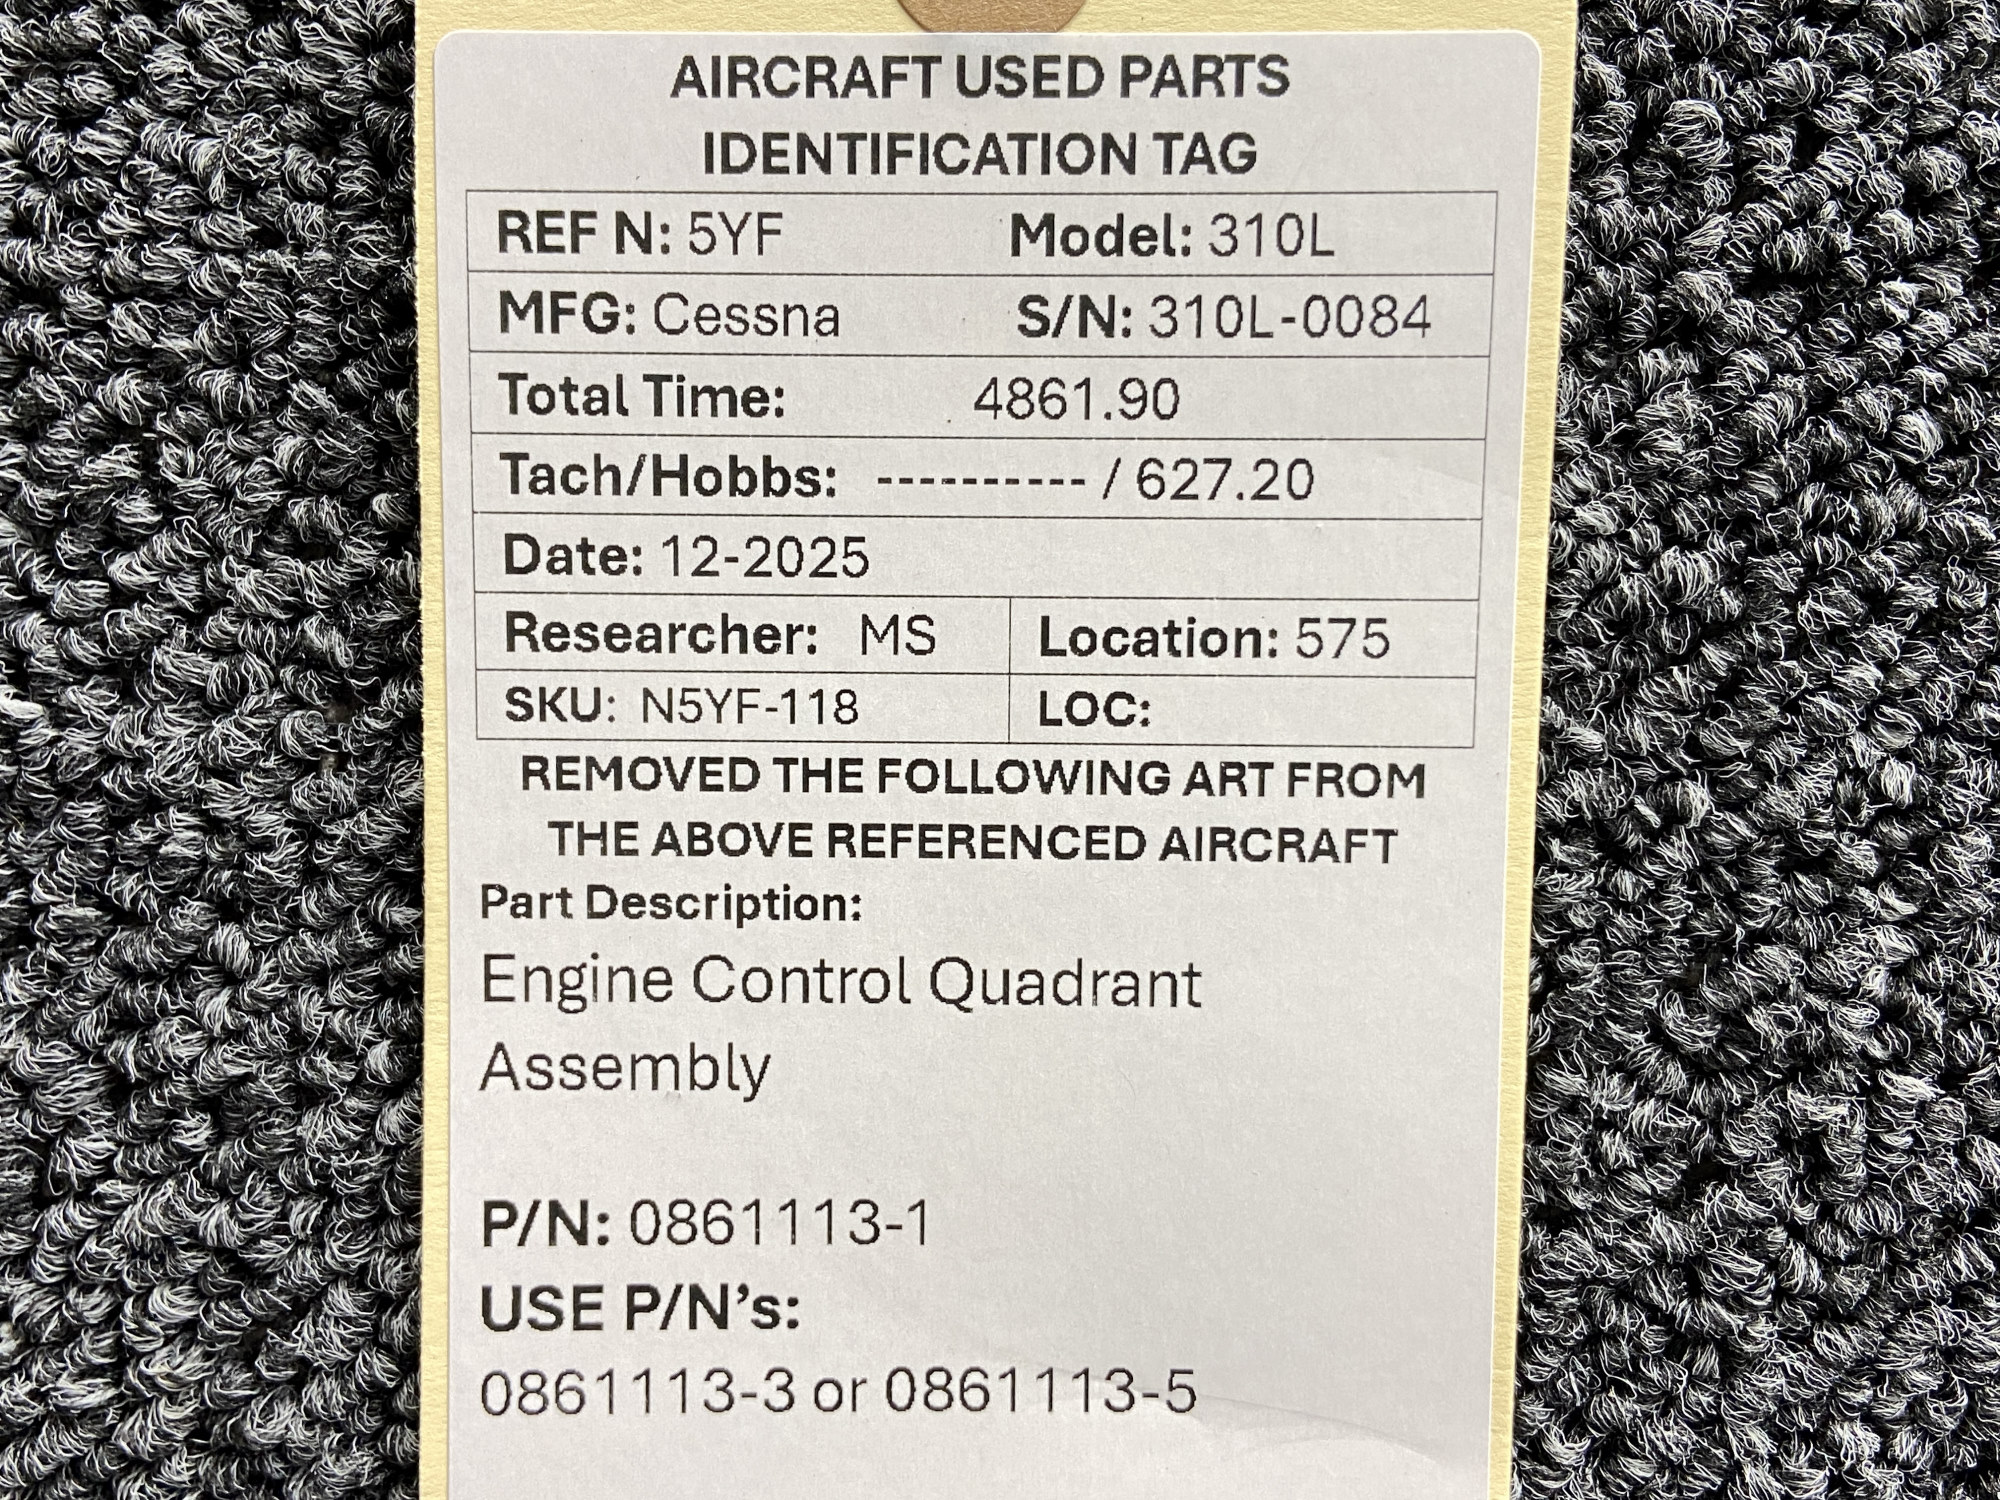 AIRCRAFT USED PARTS
IDENTIFICATION TAG
REF N: 5YF Model: 310L
MFG: Cessna S/N: 310L-0084
Total Time: 4861.90
Tach/Hobbs: ---------- / 627.20
Date: 12-2025
Researcher: MS Location: 575
SKU: N5YF-118 LOC:
REMOVED THE FOLLOWING ART FROM
THE ABOVE REFERENCED AIRCRAFT
Part Description:
Engine Control Quadrant
Assembly
P/N: 0861113-1
USE P/N’s:
0861113-3 or 0861113-5